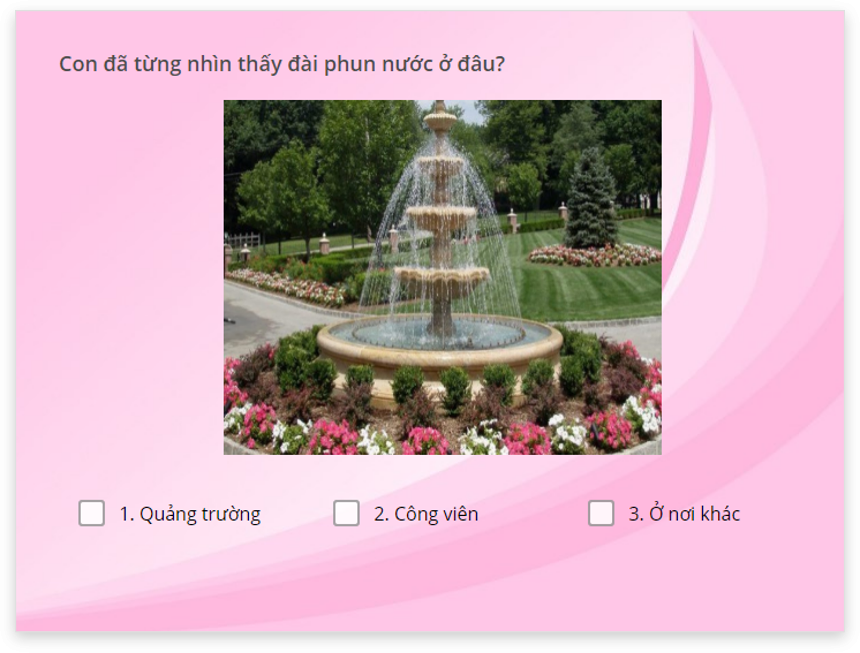 Con đã từng nhìn thấy đài phun nước ở đâu?
1. Quảng trường
2. Công viên
3. Ở nơi khác